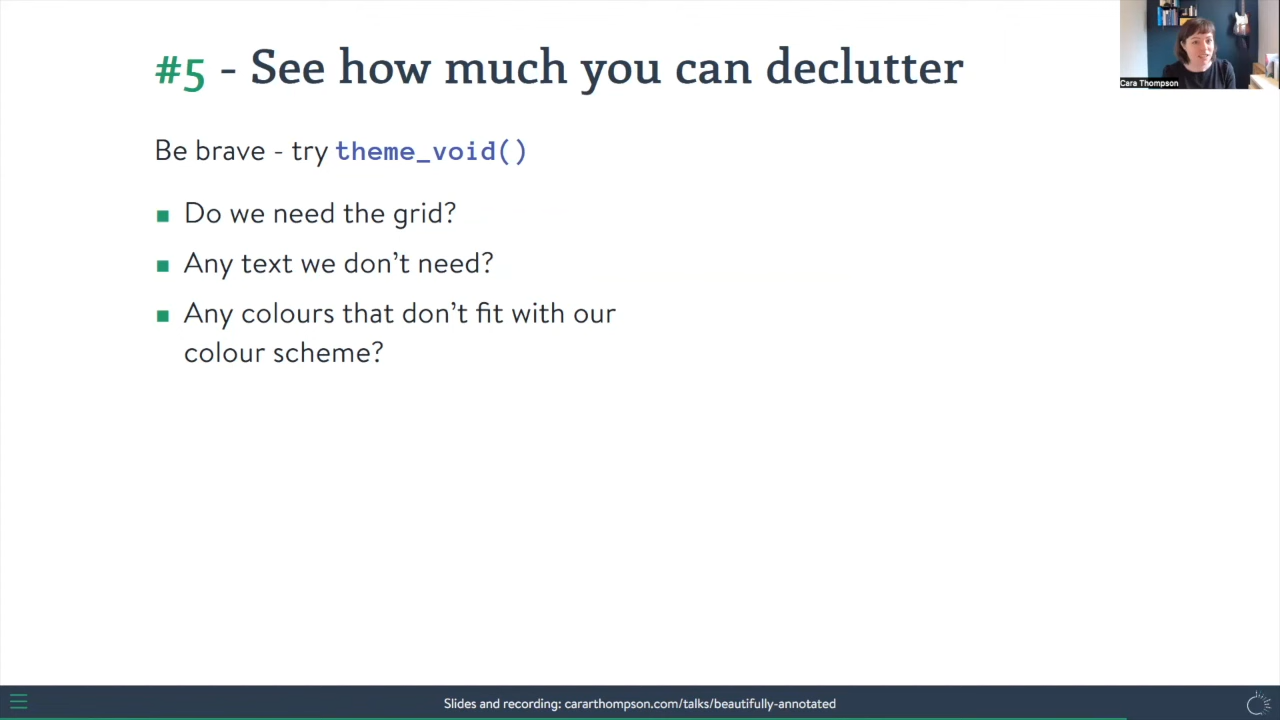 #5 - See how much you can declutter
Cara Thompson
Be brave - try theme_void()
Do we need the grid?
Any text we don't need?
Any colours that don't fit with our
colour scheme?
Slides and recording: cararthompson.com/talks/beautifully-annotated